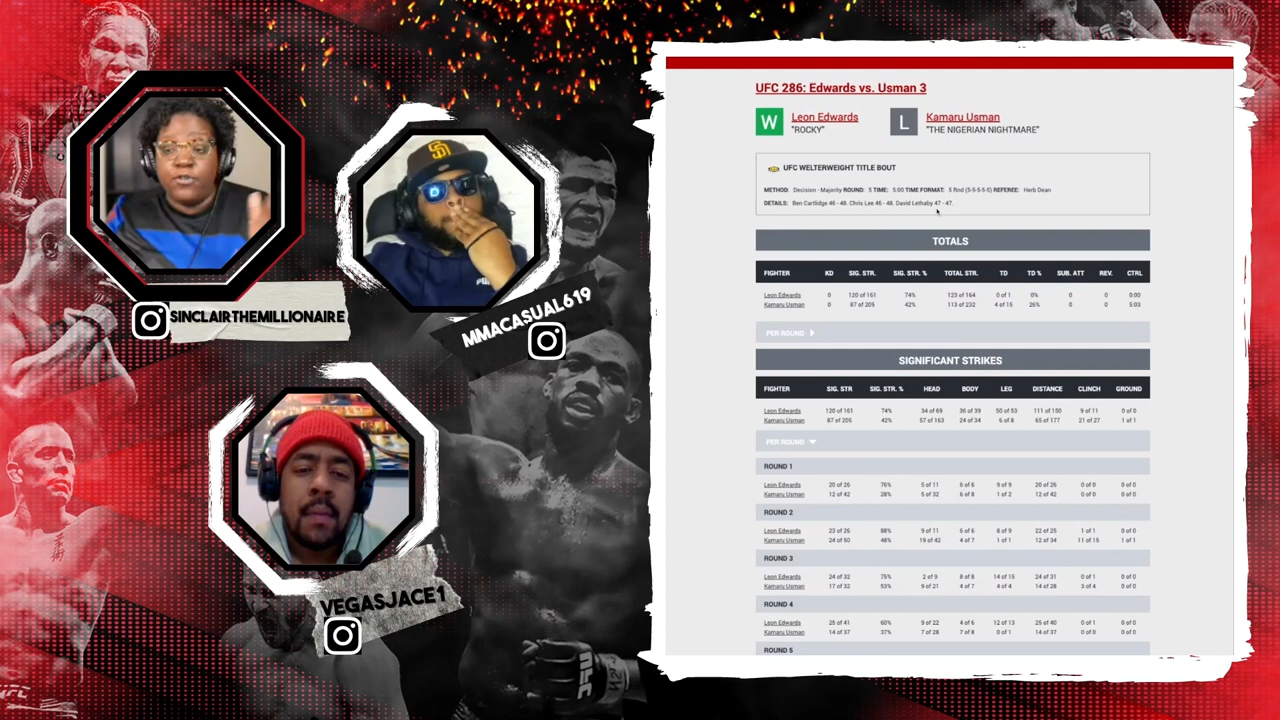 SINCLAIRTHEMILLIONAIRE
MMACASUAL619
VEGASJACE1
UFC 286: Edwards vs. Usman 3
W
Leon Edwards
"ROCKY"
L
Kamaru Usman
"THE NIGERIAN NIGHTMARE"
UFC WELTERWEIGHT TITLE BOUT
METHOD: Decision - Majority ROUND: 5 TIME: 5:00 TIME FORMAT: 5 Rnd (5-5-5-5-5) REFEREE: Herb Dean
DETAILS: Ben Cartlidge 46 - 48. Chris Lee 46 - 48. David Lethaby 47 - 47.
TOTALS
FIGHTER KD SIG. STR. SIG. STR. % TOTAL STR. TD TD % SUB. ATT REV. CTRL
Leon Edwards 0 120 of 161 74% 123 of 164 0 of 1 0% 0 0 0:00
Kamaru Usman 0 87 of 205 42% 113 of 232 4 of 15 26% 0 0 5:03
PER ROUND
SIGNIFICANT STRIKES
FIGHTER SIG. STR SIG. STR. % HEAD BODY LEG DISTANCE CLINCH GROUND
Leon Edwards 120 of 161 74% 34 of 69 36 of 39 50 of 53 111 of 150 9 of 11 0 of 0
Kamaru Usman 87 of 205 42% 57 of 163 24 of 34 6 of 8 65 of 177 21 of 27 1 of 1
PER ROUND
ROUND 1
Leon Edwards 20 of 26 76% 5 of 11 6 of 6 9 of 9 20 of 26 0 of 0 0 of 0
Kamaru Usman 12 of 42 28% 5 of 32 6 of 8 1 of 2 12 of 42 0 of 0 0 of 0
ROUND 2
Leon Edwards 23 of 26 88% 9 of 11 6 of 6 8 of 9 22 of 25 1 of 1 0 of 0
Kamaru Usman 24 of 50 48% 19 of 42 4 of 7 1 of 1 12 of 34 11 of 15 1 of 1
ROUND 3
Leon Edwards 24 of 32 75% 2 of 9 8 of 8 14 of 15 24 of 31 0 of 1 0 of 0
Kamaru Usman 17 of 32 53% 9 of 21 4 of 7 4 of 4 14 of 28 3 of 4 0 of 0
ROUND 4
Leon Edwards 25 of 41 60% 9 of 22 4 of 6 12 of 13 25 of 40 0 of 1 0 of 0
Kamaru Usman 14 of 37 37% 7 of 28 7 of 8 0 of 1 14 of 37 0 of 0 0 of 0
ROUND 5
UFC